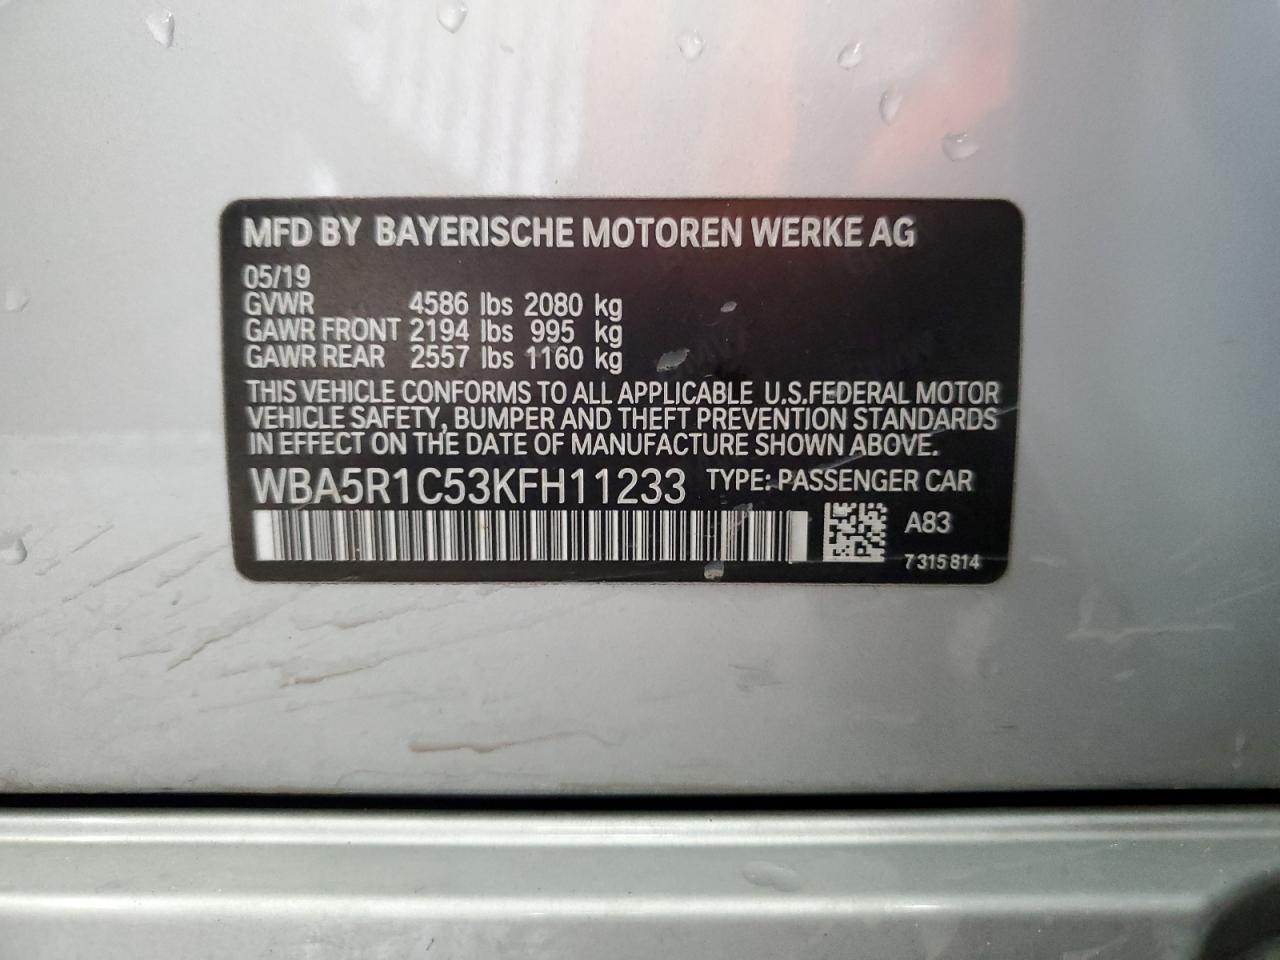 MFD BY BAYERISCHE MOTOREN WERKE AG
05/19
GVWR 4586 lbs 2080 kg
GAWR FRONT 2194 lbs 995 kg
GAWR REAR 2557 lbs 1160 kg
THIS VEHICLE CONFORMS TO ALL APPLICABLE U.S.FEDERAL MOTOR
VEHICLE SAFETY, BUMPER AND THEFT PREVENTION STANDARDS
IN EFFECT ON THE DATE OF MANUFACTURE SHOWN ABOVE.
WBA5R1C53KFH11233 TYPE: PASSENGER CAR
A83
7 315 814